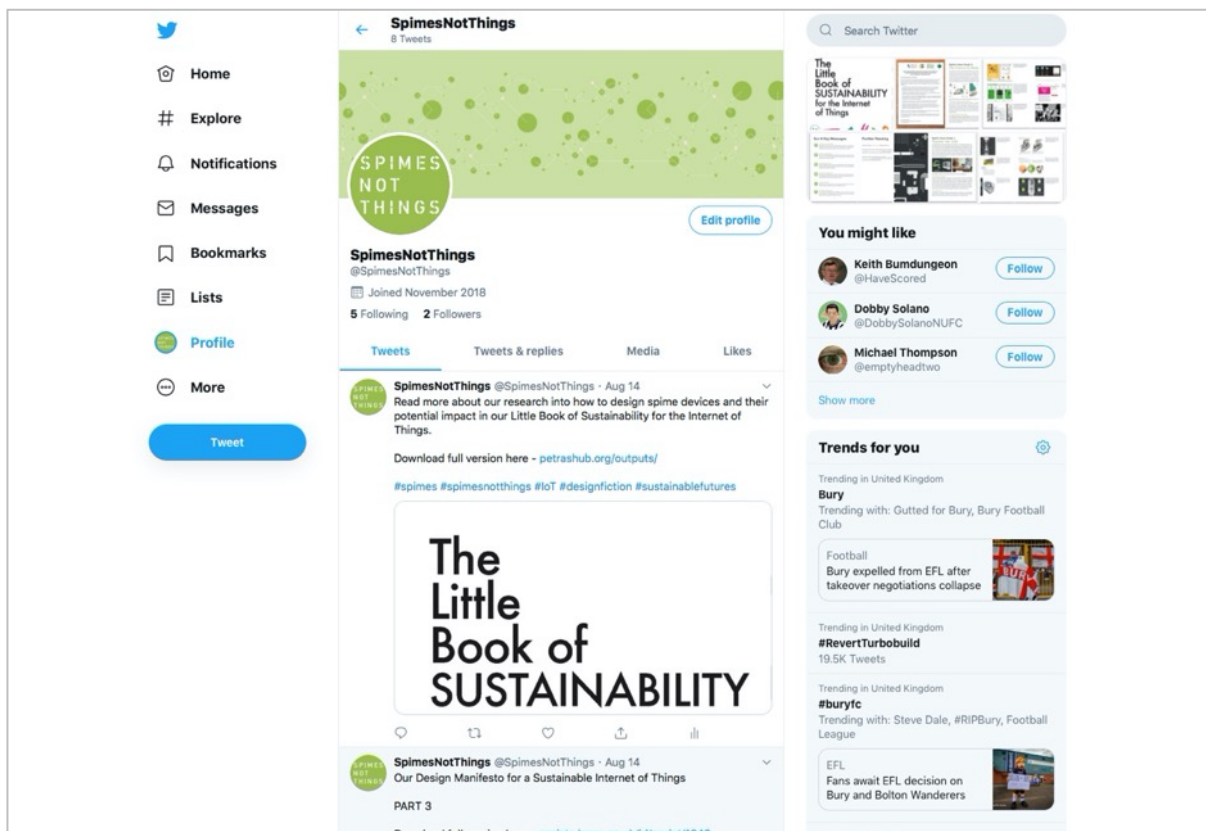 SpimesNotThings
8 Tweets
Home
Explore
Notifications
Messages
Bookmarks
Lists
Profile
More
Tweet
SPIMES
NOT
THINGS
Edit profile
SpimesNotThings
@SpimesNotThings
Joined November 2018
5 Following 2 Followers
Tweets Tweets & replies Media Likes
SPIMES
NOT
THINGS
SpimesNotThings @SpimesNotThings · Aug 14
Read more about our research into how to design spime devices and their
potential impact in our Little Book of Sustainability for the Internet of
Things.
Download full version here - petrashub.org/outputs/
#spimes #spimesnotthings #IoT #designfiction #sustainablefutures
The
Little
Book of
SUSTAINABILITY
SPIMES
NOT
THINGS
SpimesNotThings @SpimesNotThings · Aug 14
Our Design Manifesto for a Sustainable Internet of Things
PART 3
Search Twitter
The
Little
Book of
SUSTAINABILITY
for the Internet
of Things
You might like
Keith Bumdungeon
@HaveScored
Follow
Dobby Solano
@DobbySolanoNUFC
Follow
Michael Thompson
@emptyheadtwo
Follow
Show more
Trends for you
Trending in United Kingdom
Bury
Trending with: Gutted for Bury, Bury Football
Club
Football
Bury expelled from EFL after
takeover negotiations collapse
BURY
Trending in United Kingdom
#RevertTurbobuild
19.5K Tweets
Trending in United Kingdom
#buryfc
Trending with: Steve Dale, #RIPBury, Football
League
EFL
Fans await EFL decision on
Bury and Bolton Wanderers